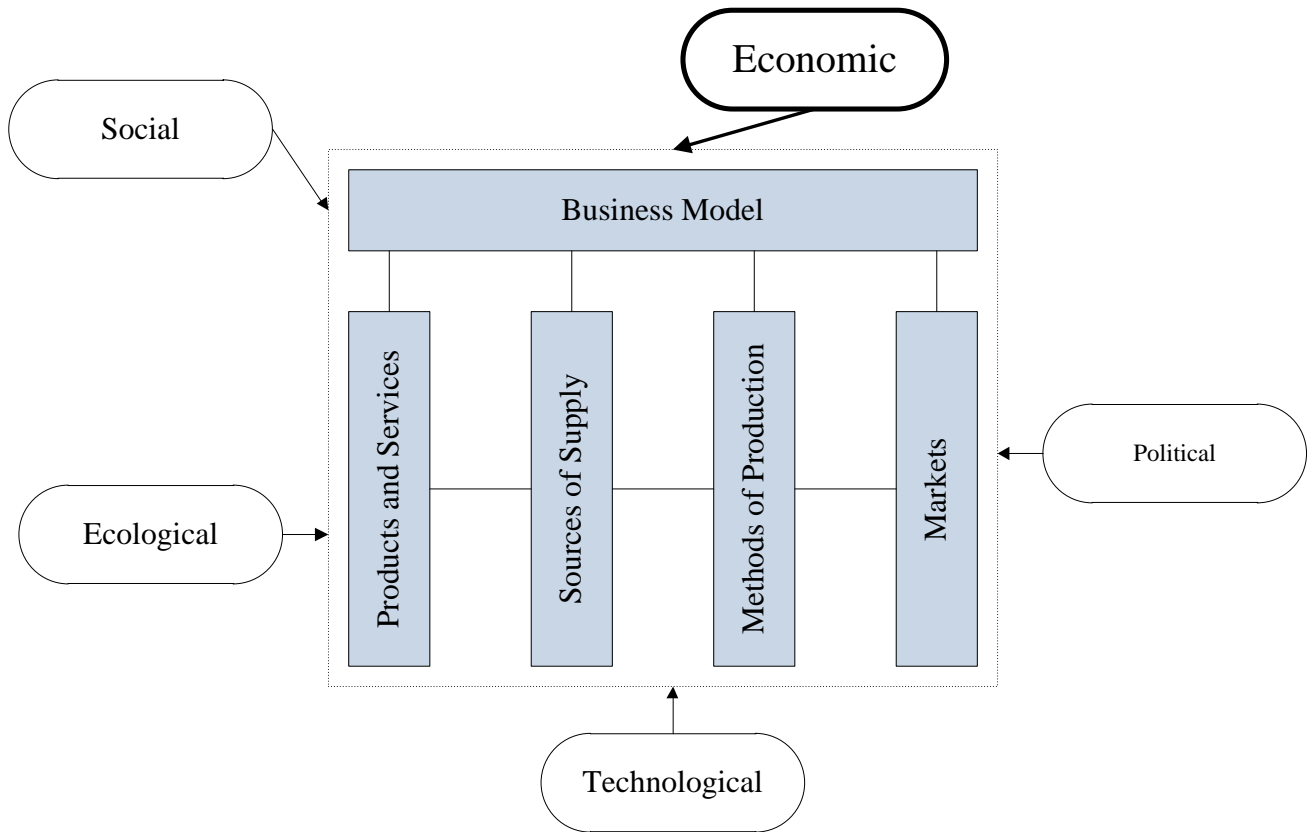 Economic
Social
Business Model
Products and Services
Sources of Supply
Methods of Production
Markets
Political
Ecological
Technological